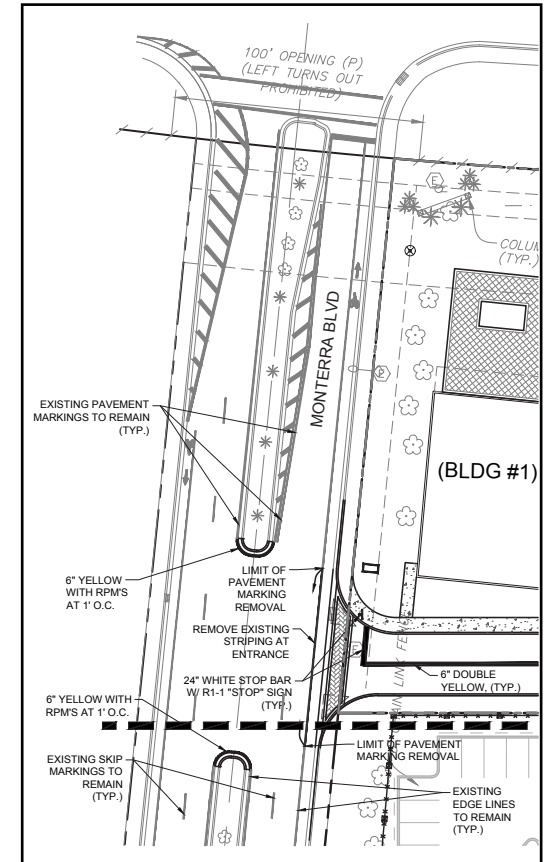 100' OPENING (P)
(LEFT TURNS OUT
PROHIBITED)
E
COLUM
(TYP.)
MONTERRA BLVD
EXISTING PAVEMENT
MARKINGS TO REMAIN
(TYP.)
(BLDG #1)
6" YELLOW
WITH RPM'S
AT 1' O.C.
LIMIT OF
PAVEMENT
MARKING
REMOVAL
REMOVE EXISTING
STRIPING AT
ENTRANCE
24" WHITE STOP BAR
W/ R1-1 "STOP" SIGN
(TYP.)
6" DOUBLE
YELLOW, (TYP.)
6" YELLOW WITH
RPM'S AT 1' O.C.
LIMIT OF PAVEMENT
MARKING REMOVAL
EXISTING SKIP
MARKINGS TO
REMAIN
(TYP.)
EXISTING
EDGE LINES
TO REMAIN
(TYP.)
LINK FEN